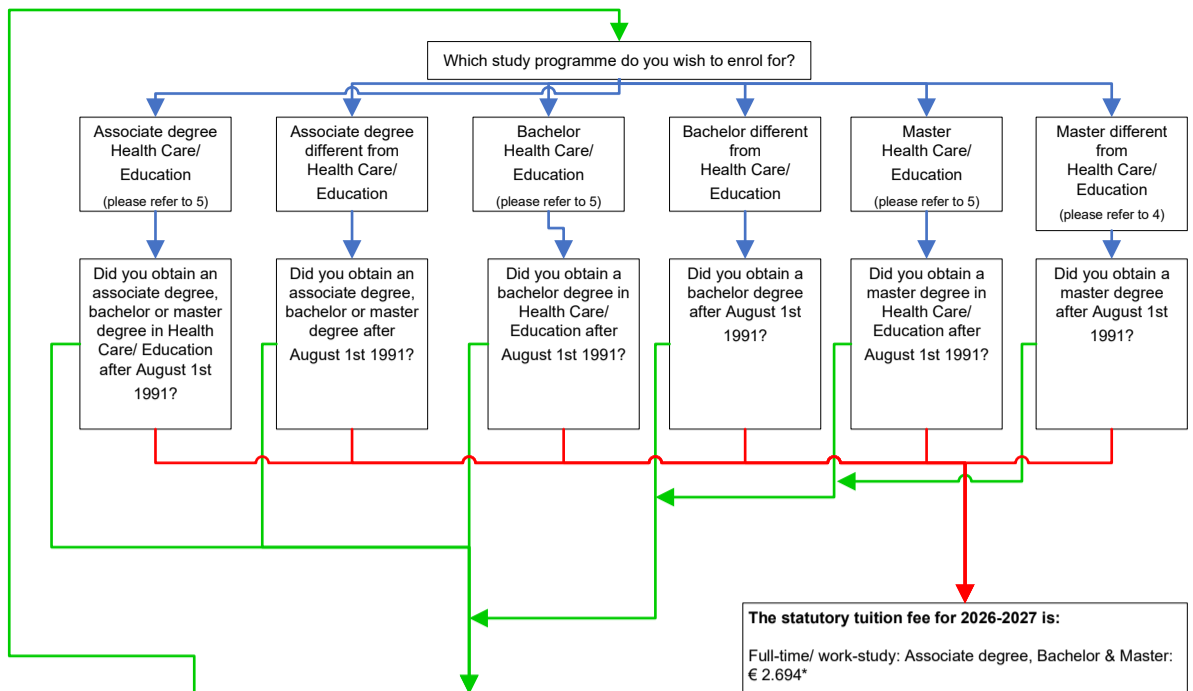 Which study programme do you wish to enrol for?
Associate degree
Health Care/
Education
(please refer to 5)
Associate degree
different from
Health Care/
Education
Bachelor
Health Care/
Education
(please refer to 5)
Bachelor different
from
Health Care/
Education
Master
Health Care/
Education
(please refer to 5)
Master different
from
Health Care/
Education
(please refer to 4)
Did you obtain an
associate degree,
bachelor or master
degree in Health
Care/ Education
after August 1st
1991?
Did you obtain an
associate degree,
bachelor or master
degree after
August 1st 1991?
Did you obtain a
bachelor degree in
Health Care/
Education after
August 1st 1991?
Did you obtain a
bachelor degree
after August 1st
1991?
Did you obtain a
master degree in
Health Care/
Education after
August 1st 1991?
Did you obtain a
master degree
after August 1st
1991?
The statutory tuition fee for 2026-2027 is:
Full-time/ work-study: Associate degree, Bachelor & Master:
€ 2.694*